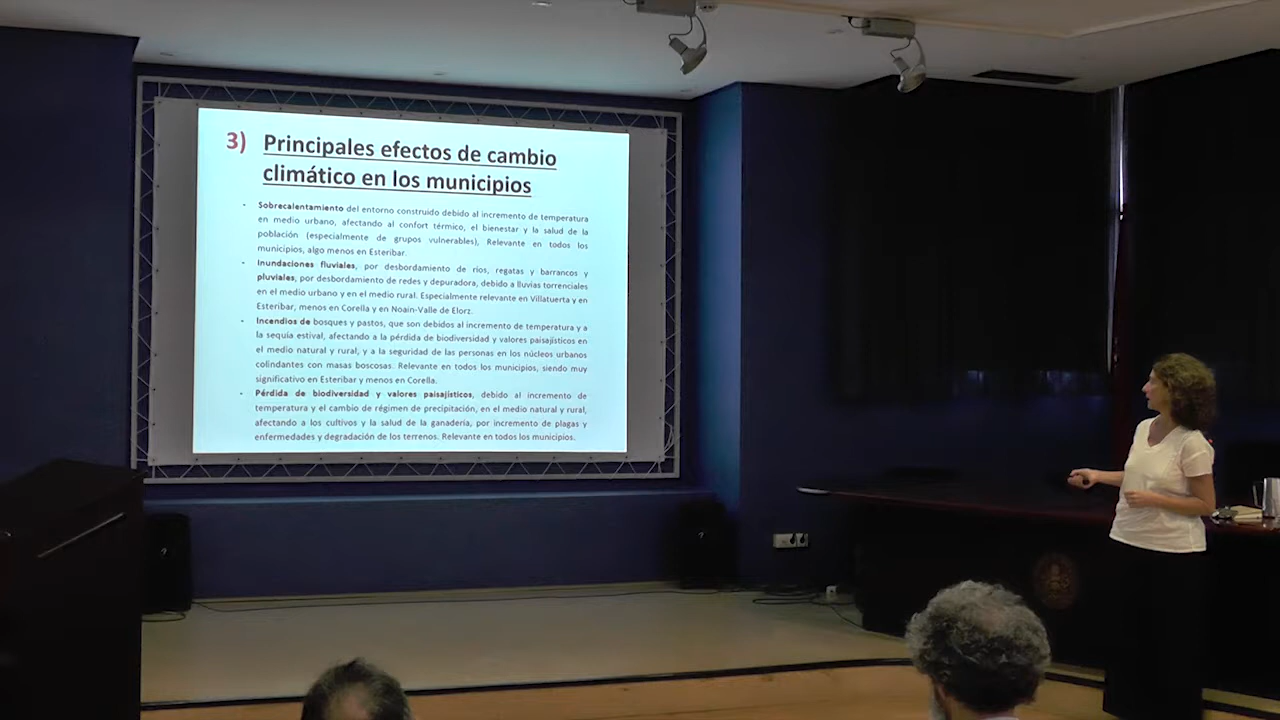 3) Principales efectos de cambio
climático en los municipios
- Sobrecalentamiento del entorno construido debido al incremento de temperatura
en medio urbano, afectando al confort térmico, el bienestar y la salud de la
población (especialmente de grupos vulnerables), Relevante en todos los
municipios, algo menos en Esteribar.
- Inundaciones fluviales, por desbordamiento de ríos, regatas y barrancos y
pluviales, por desbordamiento de redes y depuradora, debido a lluvias torrenciales
en el medio urbano y en el medio rural. Especialmente relevante en Villatuerta y en
Esteribar, menos en Corella y en Noain-Valle de Elorz.
- Incendios de bosques y pastos, que son debidos al incremento de temperatura y a
la sequía estival, afectando a la pérdida de biodiversidad y valores paisajísticos en
el medio natural y rural, y a la seguridad de las personas en los núcleos urbanos
colindantes con masas boscosas. Relevante en todos los municipios, siendo muy
significativo en Esteribar y menos en Corella.
- Pérdida de biodiversidad y valores paisajísticos, debido al incremento de
temperatura y el cambio de régimen de precipitación, en el medio natural y rural,
afectando a los cultivos y la salud de la ganadería, por incremento de plagas y
enfermedades y degradación de los terrenos. Relevante en todos los municipios.